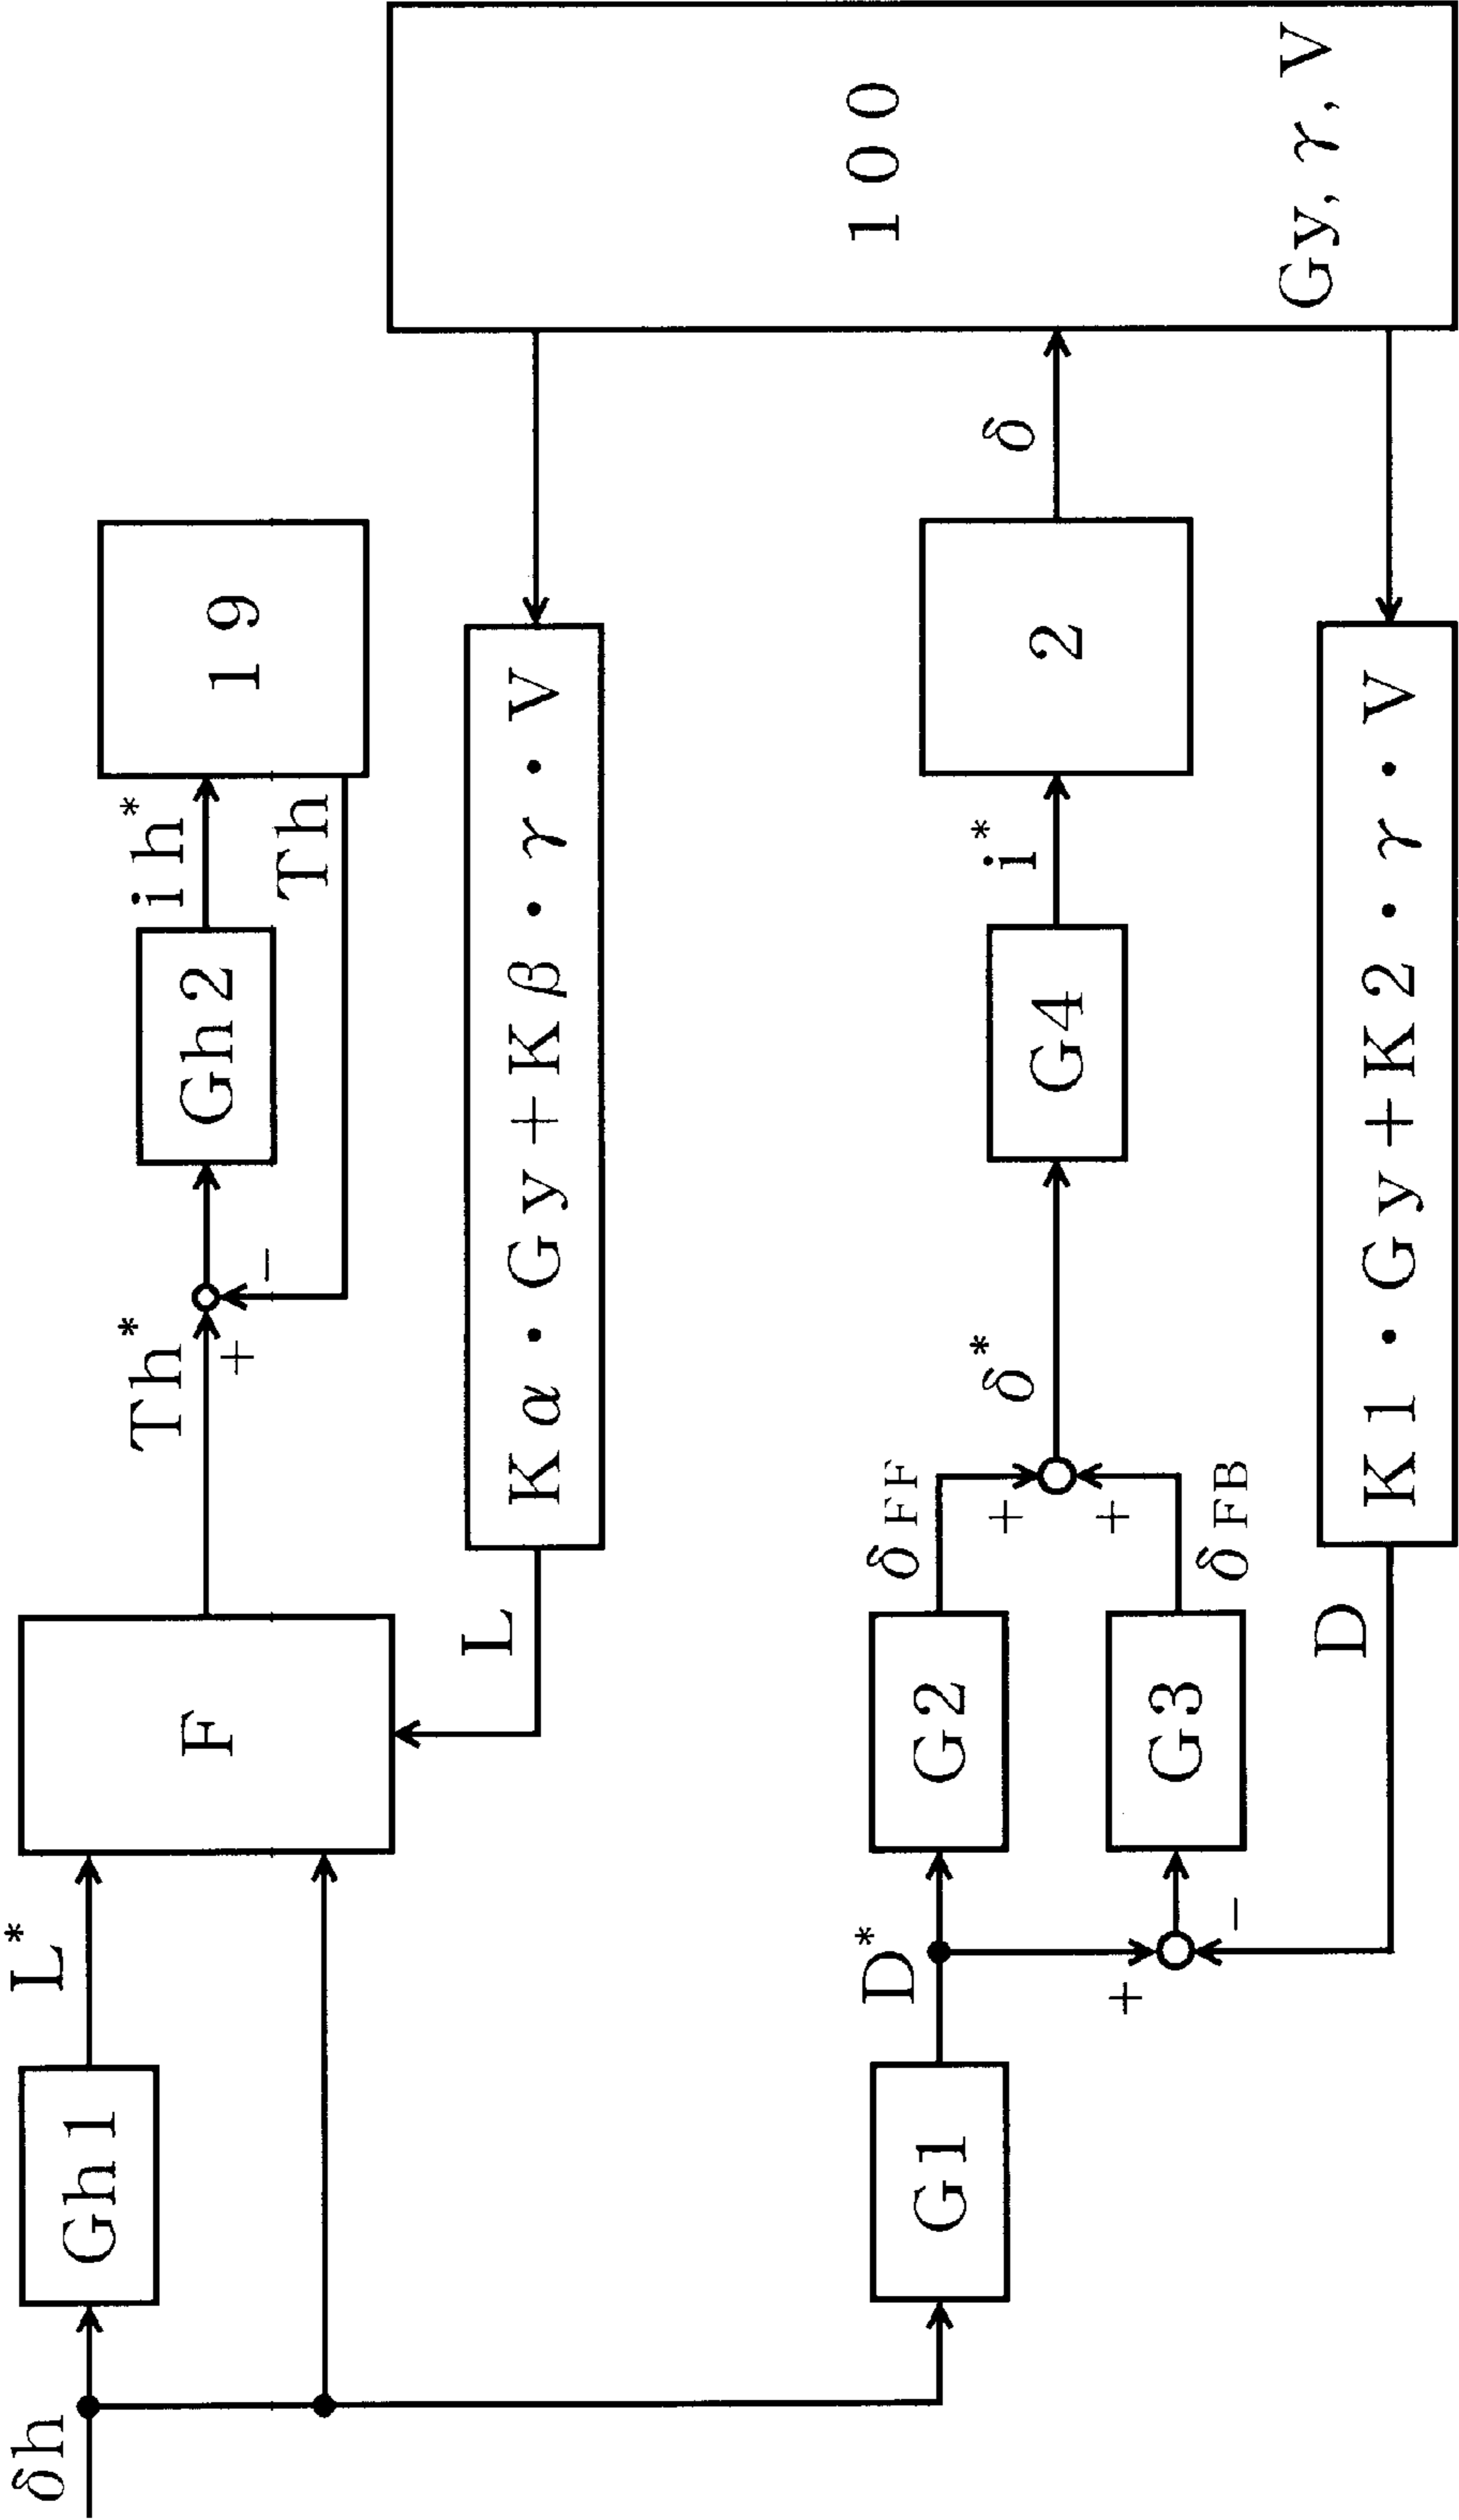 δh
Gh1
L*
F
Th*
+
−
Gh2
ih*
Th
19
L
Kα・Gy+Kβ・γ・V
100
Gy, γ, V
G1
D*
G2
δFF
+
−
+
G3
δFB
+
+
δ*
G4
i*
2
δ
D
K1・Gy+K2・γ・V